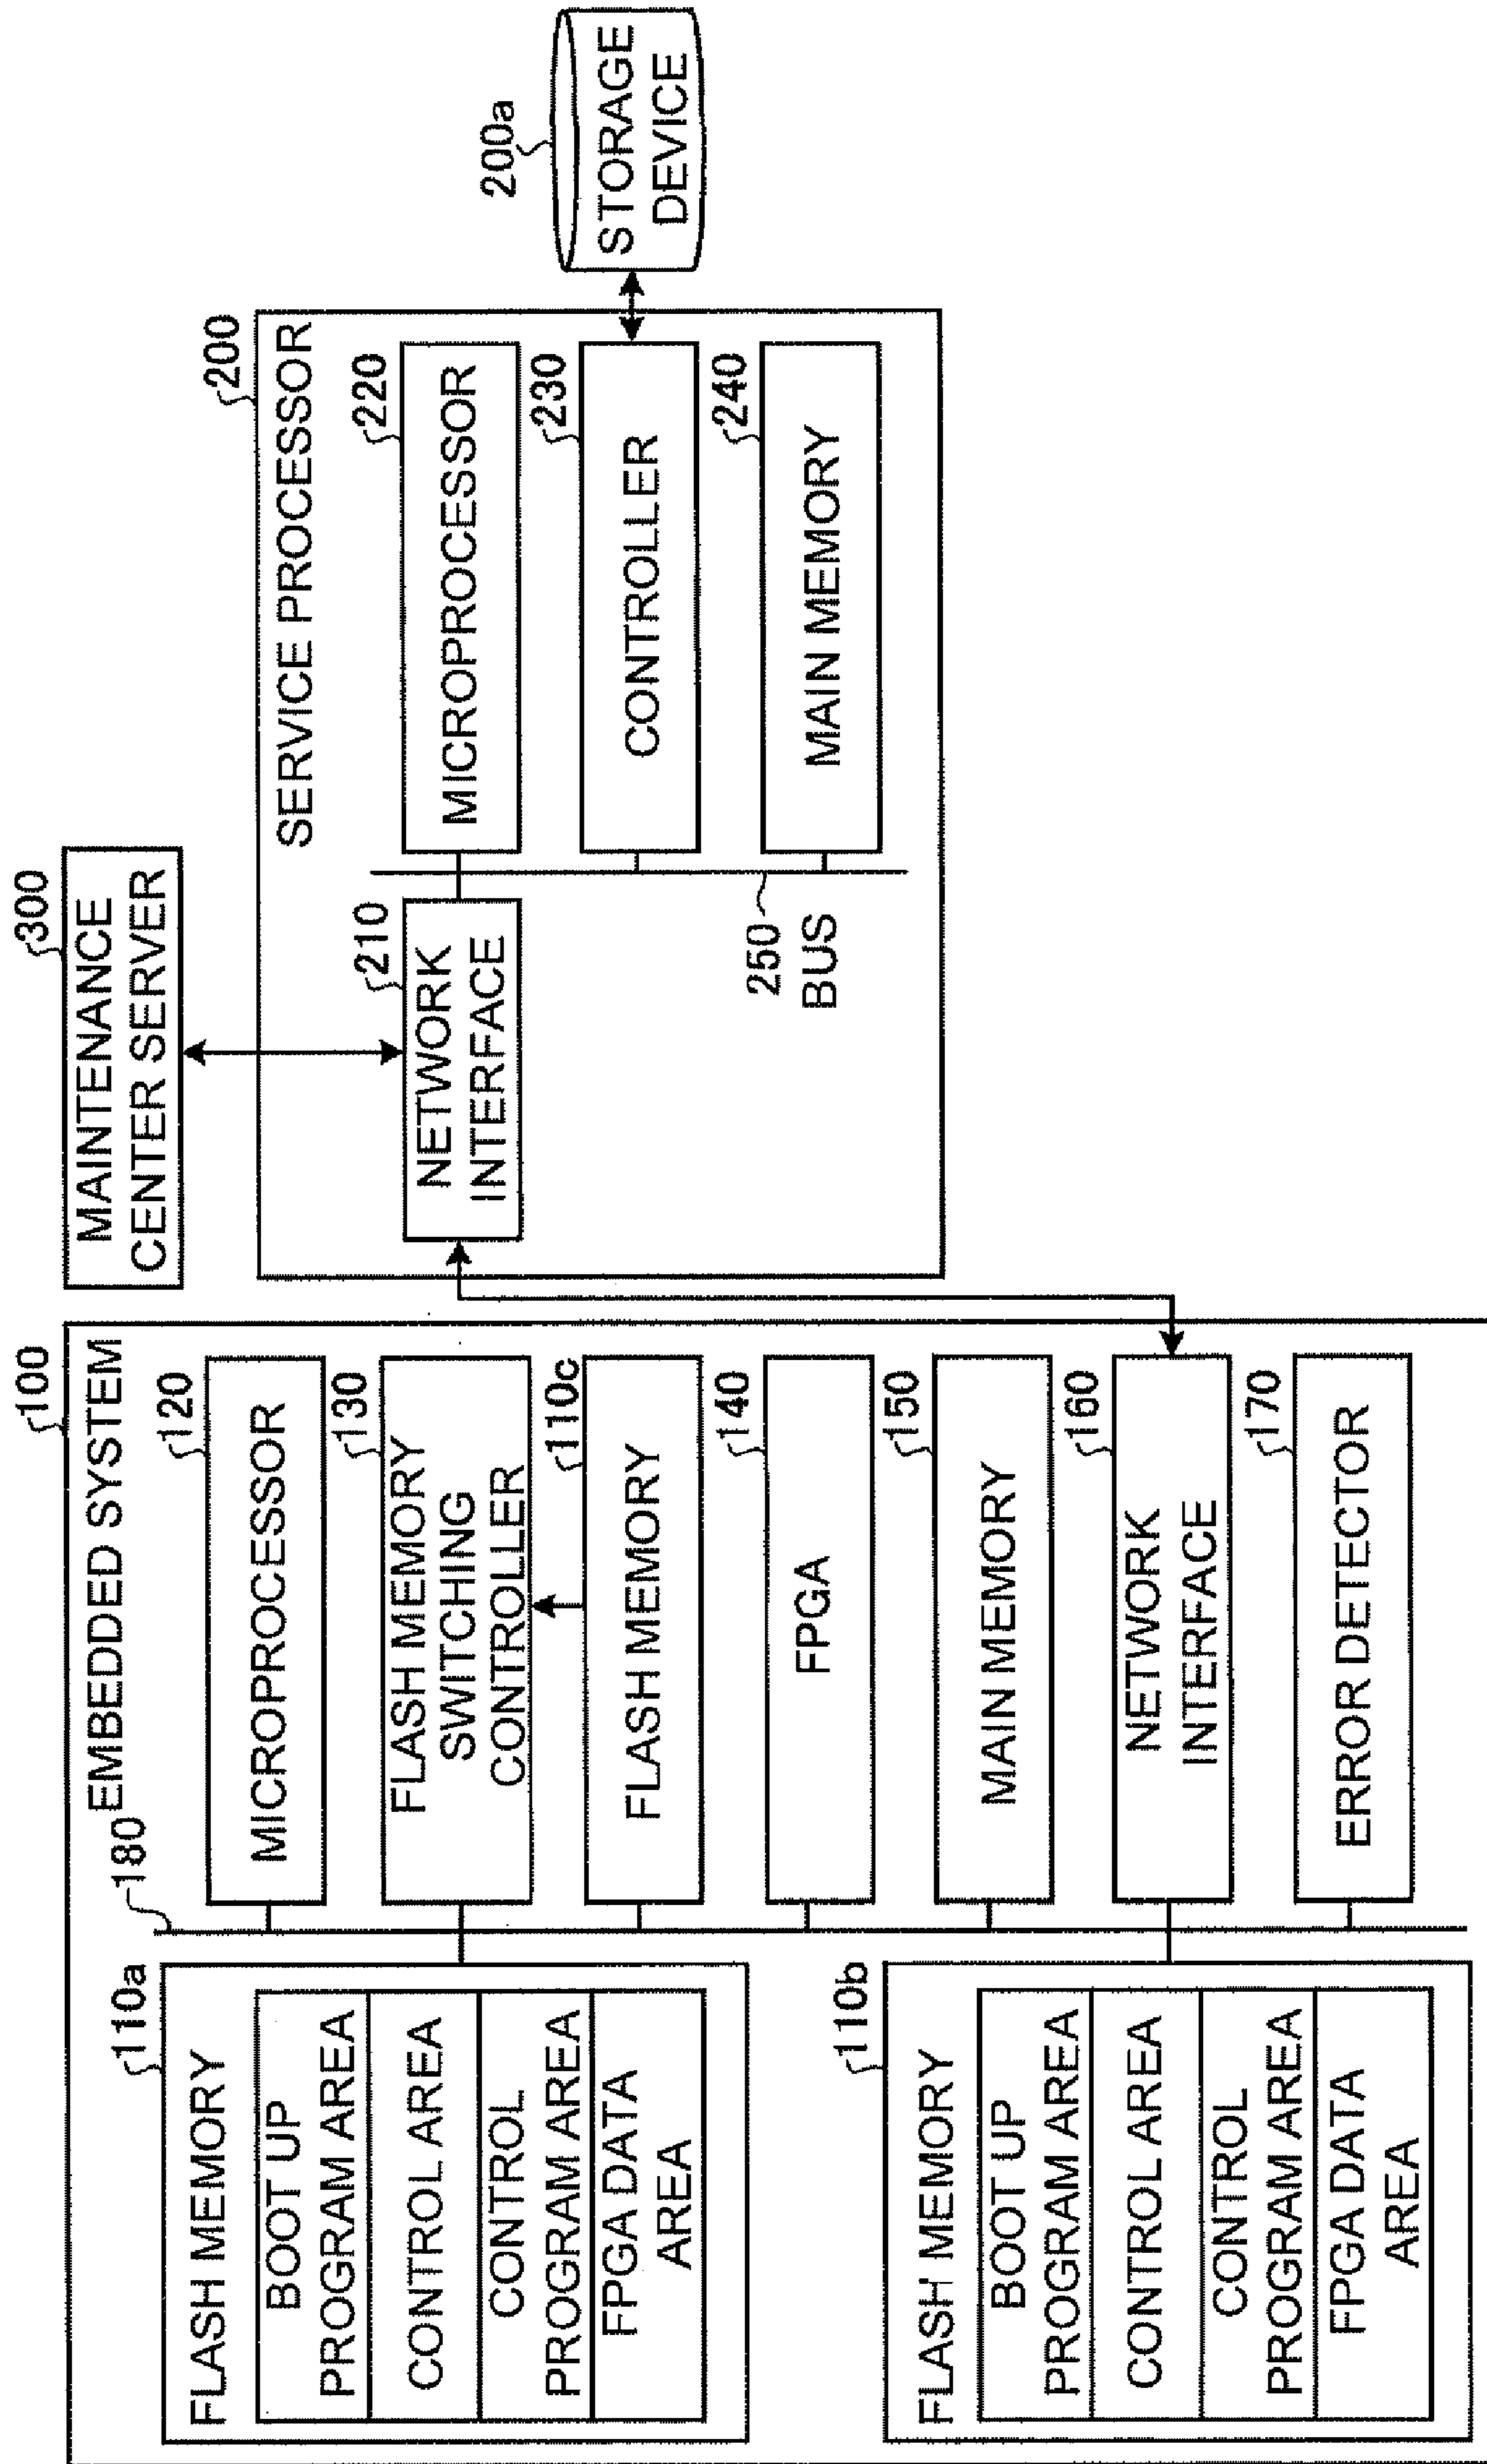 100
EMBEDDED SYSTEM
180
110a
FLASH MEMORY
BOOT UP
PROGRAM AREA
CONTROL AREA
CONTROL
PROGRAM AREA
FPGA DATA
AREA
110b
FLASH MEMORY
BOOT UP
PROGRAM AREA
CONTROL AREA
CONTROL
PROGRAM AREA
FPGA DATA
AREA
120
MICROPROCESSOR
130
FLASH MEMORY
SWITCHING
CONTROLLER
110c
FLASH MEMORY
140
FPGA
150
MAIN MEMORY
160
NETWORK
INTERFACE
170
ERROR DETECTOR
300
MAINTENANCE
CENTER SERVER
200
SERVICE PROCESSOR
210
NETWORK
INTERFACE
220
MICROPROCESSOR
230
CONTROLLER
240
MAIN MEMORY
250
BUS
200a
STORAGE
DEVICE